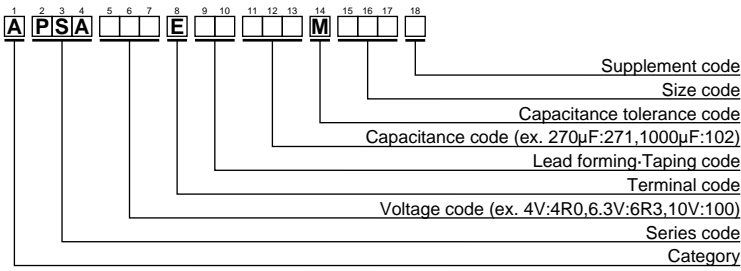 1 2 3 4 5 6 7 8 9 10 11 12 13 14 15 16 17 18
A P S A E M
Supplement code
Size code
Capacitance tolerance code
Capacitance code (ex. 270µF:271,1000µF:102)
Lead forming·Taping code
Terminal code
Voltage code (ex. 4V:4R0,6.3V:6R3,10V:100)
Series code
Category